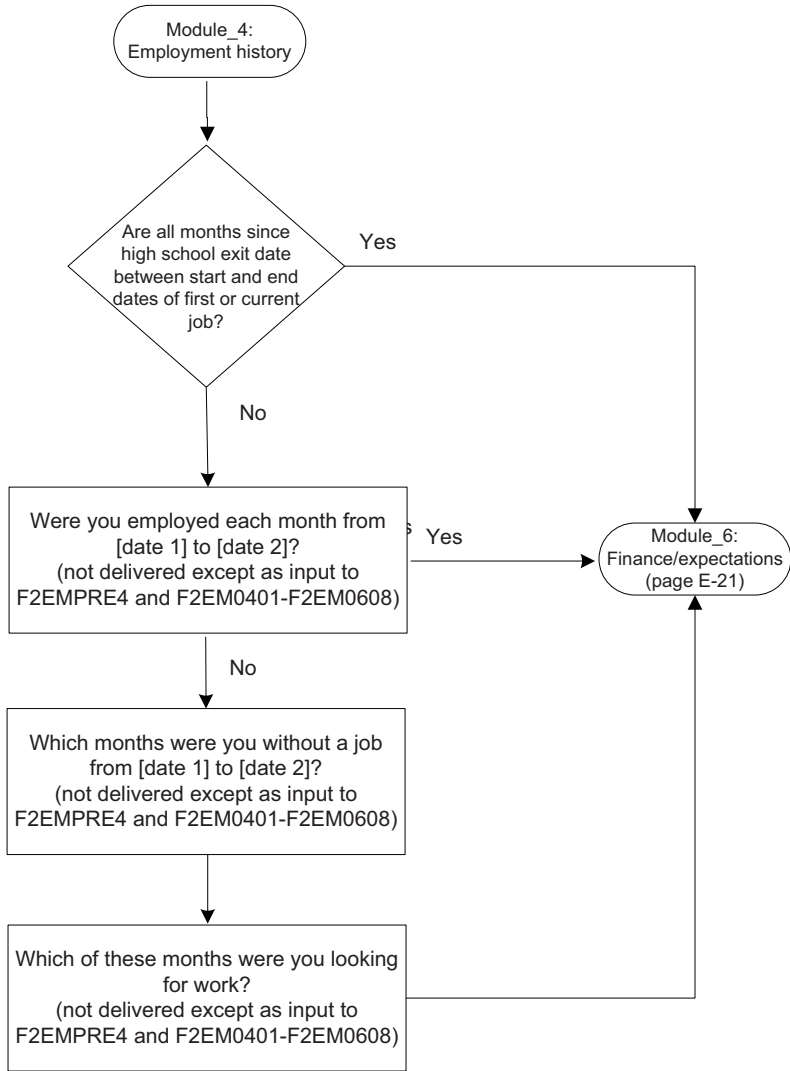 Module_4:
Employment history
Are all months since
high school exit date
between start and end
dates of first or current
job?
Yes
No
Were you employed each month from
[date 1] to [date 2]?
(not delivered except as input to
F2EMPRE4 and F2EM0401-F2EM0608)
s Yes
Module_6:
Finance/expectations
(page E-21)
No
Which months were you without a job
from [date 1] to [date 2]?
(not delivered except as input to
F2EMPRE4 and F2EM0401-F2EM0608)
Which of these months were you looking
for work?
(not delivered except as input to
F2EMPRE4 and F2EM0401-F2EM0608)